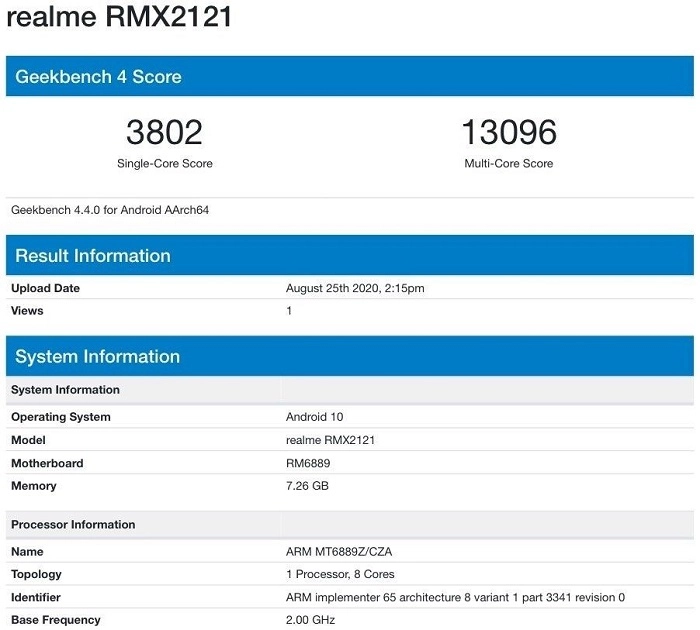 realme RMX2121
Geekbench 4 Score
3802 13096
Single-Core Score Multi-Core Score
Geekbench 4.4.0 for Android AArch64
Result Information
Upload Date August 25th 2020, 2:15pm
Views 1
System Information
System Information
Operating System Android 10
Model realme RMX2121
Motherboard RM6889
Memory 7.26 GB
Processor Information
Name ARM MT6889Z/CZA
Topology 1 Processor, 8 Cores
Identifier ARM implementer 65 architecture 8 variant 1 part 3341 revision 0
Base Frequency 2.00 GHz